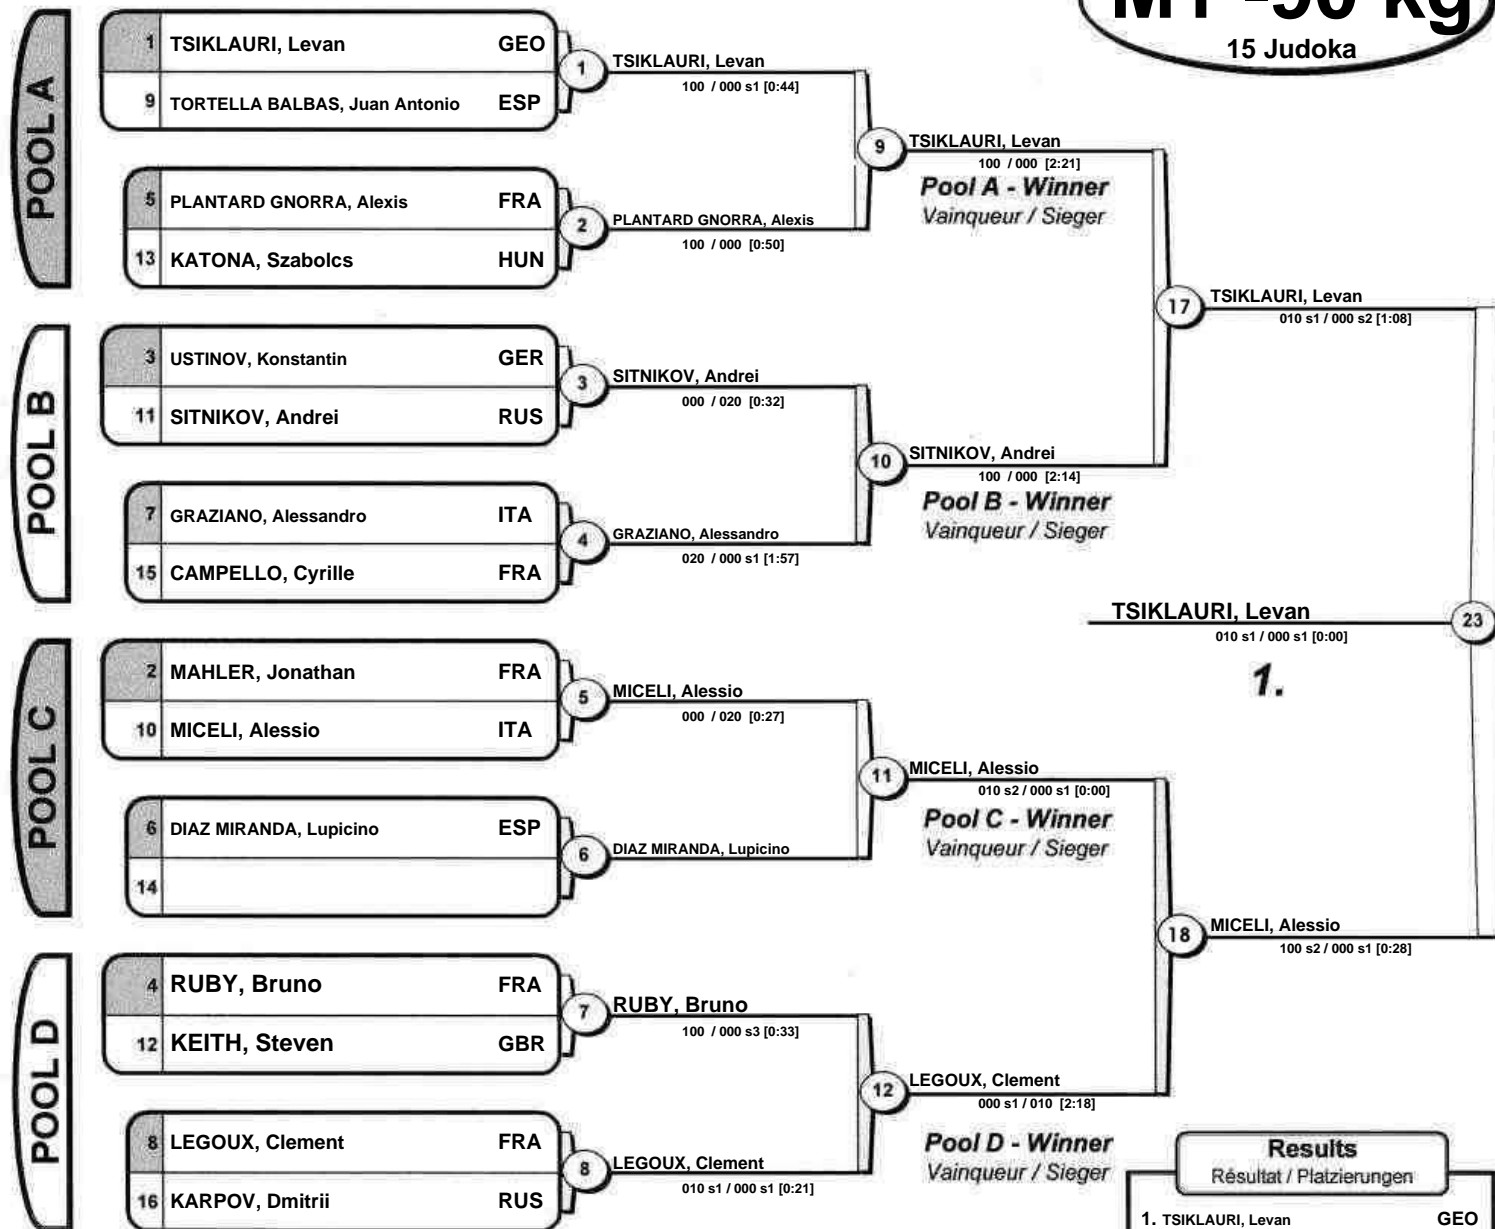 M1 -90 kg
15 Judoka
POOL A
1 TSIKLAURI, Levan GEO
9 TORTELLA BALBAS, Juan Antonio ESP
5 PLANTARD GNORRA, Alexis FRA
13 KATONA, Szabolcs HUN
POOL B
3 USTINOV, Konstantin GER
11 SITNIKOV, Andrei RUS
7 GRAZIANO, Alessandro ITA
15 CAMPELLO, Cyrille FRA
POOL C
2 MAHLER, Jonathan FRA
10 MICELI, Alessio ITA
6 DIAZ MIRANDA, Lupicino ESP
14
POOL D
4 RUBY, Bruno FRA
12 KEITH, Steven GBR
8 LEGOUX, Clement FRA
16 KARPOV, Dmitrii RUS
1 TSIKLAURI, Levan
100 / 000 s1 [0:44]
2 PLANTARD GNORRA, Alexis
100 / 000 [0:50]
3 SITNIKOV, Andrei
000 / 020 [0:32]
4 GRAZIANO, Alessandro
020 / 000 s1 [1:57]
5 MICELI, Alessio
000 / 020 [0:27]
6 DIAZ MIRANDA, Lupicino
7 RUBY, Bruno
100 / 000 s3 [0:33]
8 LEGOUX, Clement
010 s1 / 000 s1 [0:21]
9 TSIKLAURI, Levan
100 / 000 [2:21]
Pool A - Winner
Vainqueur / Sieger
10 SITNIKOV, Andrei
100 / 000 [2:14]
Pool B - Winner
Vainqueur / Sieger
11 MICELI, Alessio
010 s2 / 000 s1 [0:00]
Pool C - Winner
Vainqueur / Sieger
12 LEGOUX, Clement
000 s1 / 010 [2:18]
Pool D - Winner
Vainqueur / Sieger
17 TSIKLAURI, Levan
010 s1 / 000 s2 [1:08]
18 MICELI, Alessio
100 s2 / 000 s1 [0:28]
TSIKLAURI, Levan 23
010 s1 / 000 s1 [0:00]
1.
Results
Résultat / Platzierungen
1. TSIKLAURI, Levan GEO